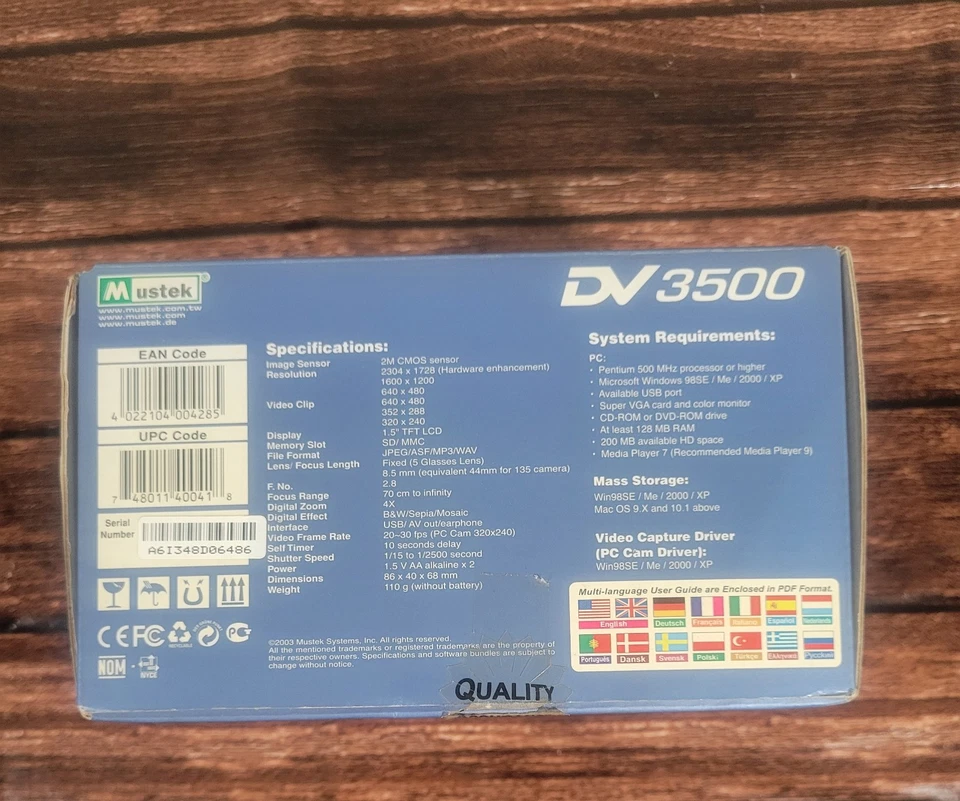 Mustek®
www.mustek.com.tw
www.mustek.com
www.mustek.de
DV 3500
EAN Code
4 022104 004285
UPC Code
7 48011 40041 8
Serial
Number
A6I348D06486
CE FC
NOM
NYCE
Specifications:
Image Sensor 2M CMOS sensor
Resolution 2304 x 1728 (Hardware enhancement)
1600 x 1200
640 x 480
Video Clip 640 x 480
352 x 288
320 x 240
Display 1.5" TFT LCD
Memory Slot SD/ MMC
File Format JPEG/ASF/MP3/WAV
Lens/ Focus Length Fixed (5 Glasses Lens)
8.5 mm (equivalent 44mm for 135 camera)
F. No. 2.8
Focus Range 70 cm to infinity
Digital Zoom 4X
Digital Effect B&W/Sepia/Mosaic
Interface USB/ AV out/earphone
Video Frame Rate 20~30 fps (PC Cam 320x240)
Self Timer 10 seconds delay
Shutter Speed 1/15 to 1/2500 second
Power 1.5 V AA alkaline x 2
Dimensions 86 x 40 x 68 mm
Weight 110 g (without battery)
©2003 Mustek Systems, Inc. All rights reserved.
All the mentioned trademarks or registered trademarks are the property of
their respective owners. Specifications and software bundles are subject to
change without notice.
QUALITY
System Requirements:
PC:
· Pentium 500 MHz processor or higher
· Microsoft Windows 98SE / Me / 2000 / XP
· Available USB port
· Super VGA card and color monitor
· CD-ROM or DVD-ROM drive
· At least 128 MB RAM
· 200 MB available HD space
· Media Player 7 (Recommended Media Player 9)
Mass Storage:
Win98SE / Me / 2000 / XP
Mac OS 9.X and 10.1 above
Video Capture Driver
(PC Cam Driver):
Win98SE / Me / 2000 / XP
Multi-language User Guide are Enclosed in PDF Format.
English Deutsch Français Italiano Español Nederlands
Português Dansk Svensk Polski Türkçe Ελληνικά Русский